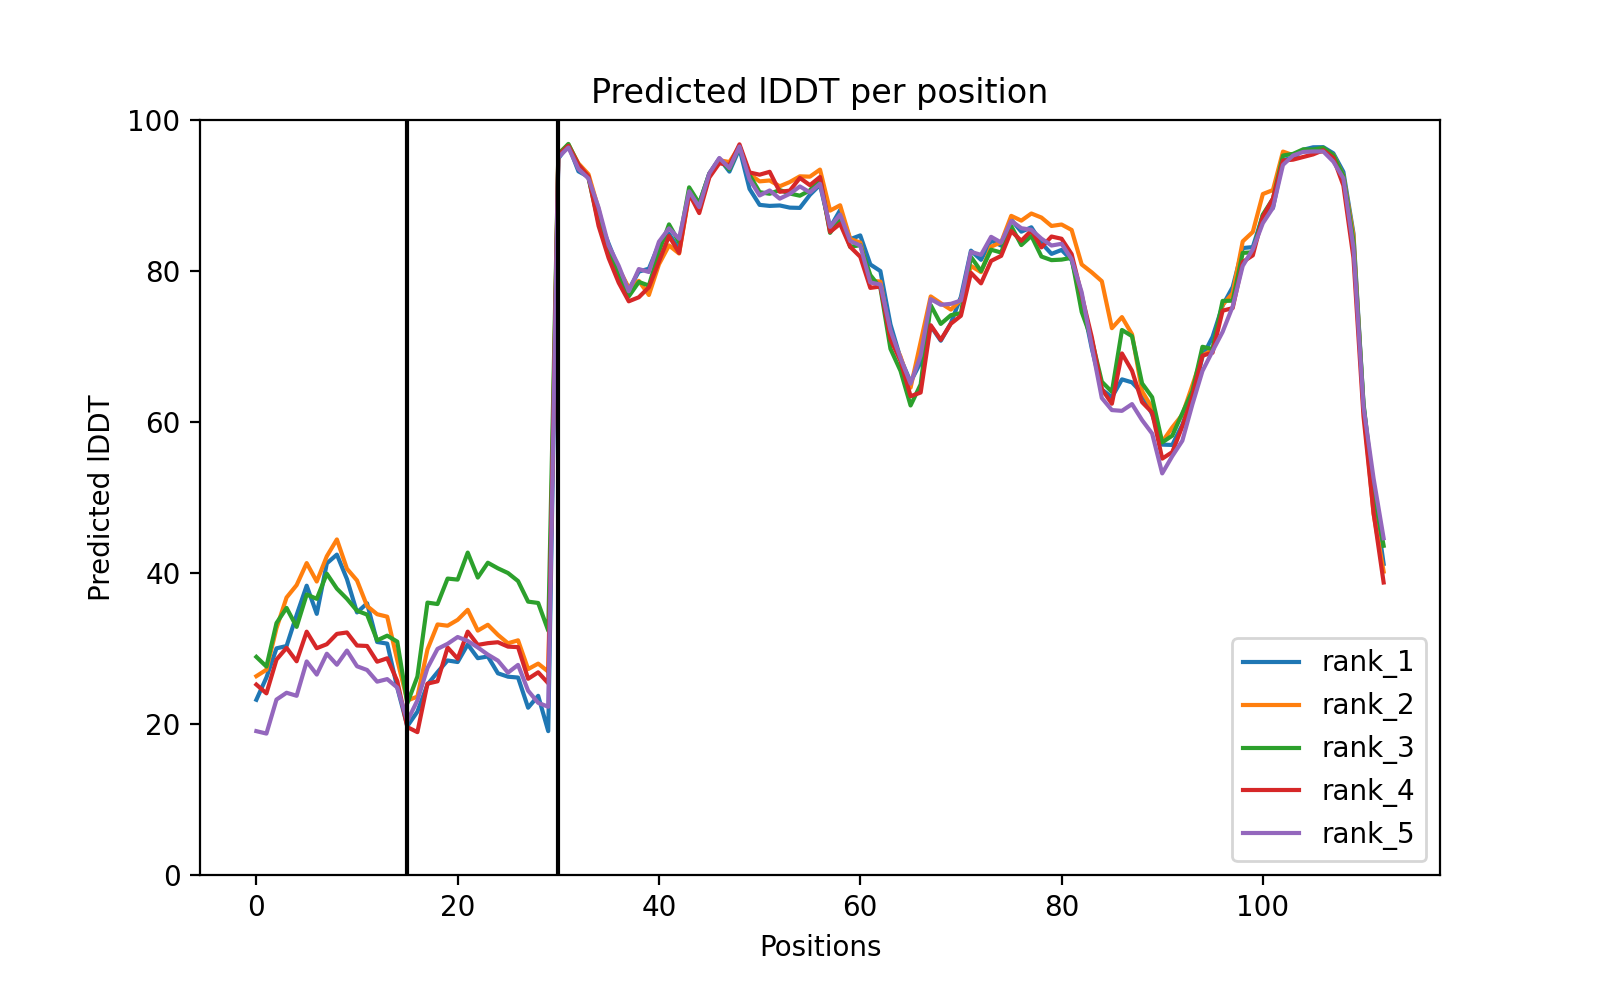 Predicted lDDT per position
Predicted lDDT
100
80
60
40
20
0
0 20 40 60 80 100
Positions
rank_1
rank_2
rank_3
rank_4
rank_5